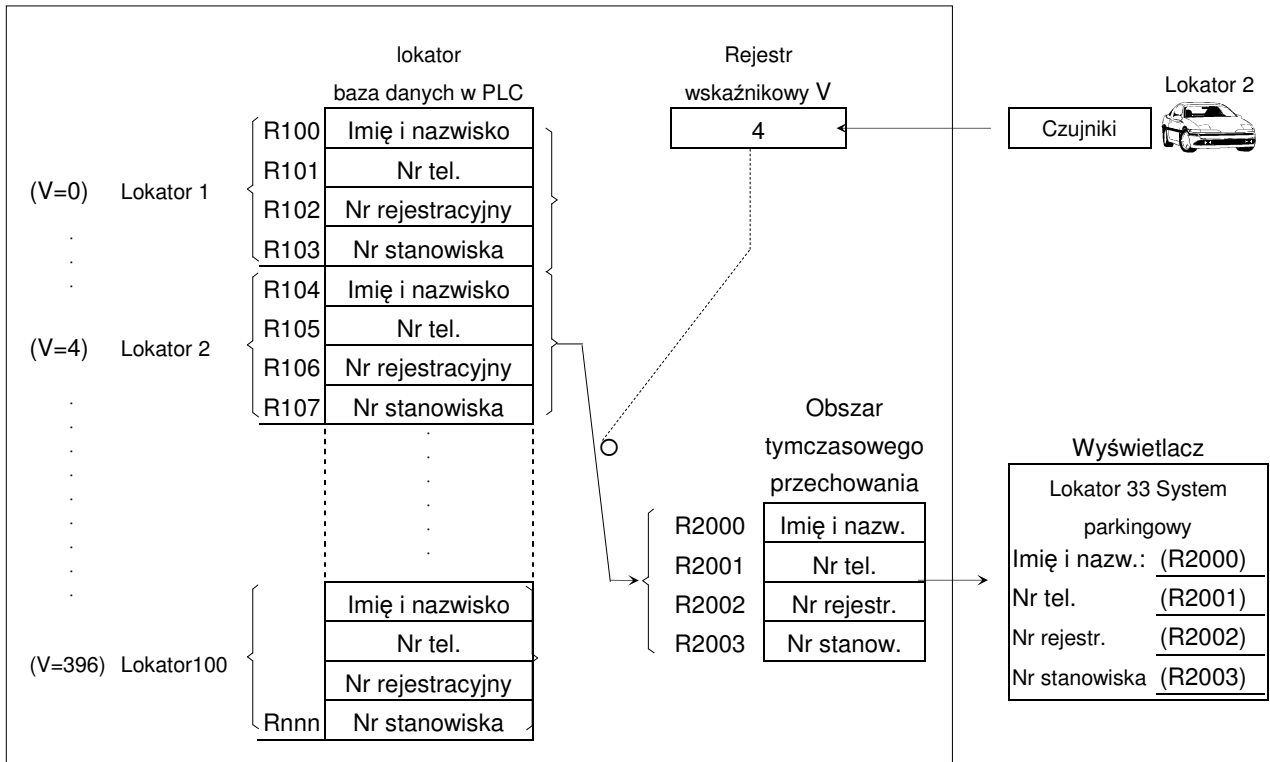 lokator
baza danych w PLC
Rejestr
wskaźnikowy V
4
Czujniki
Lokator 2
(V=0) Lokator 1
R100 Imię i nazwisko
R101 Nr tel.
R102 Nr rejestracyjny
R103 Nr stanowiska
(V=4) Lokator 2
R104 Imię i nazwisko
R105 Nr tel.
R106 Nr rejestracyjny
R107 Nr stanowiska
(V=396) Lokator100
Imię i nazwisko
Nr tel.
Nr rejestracyjny
Rnnn Nr stanowiska
Obszar
tymczasowego
przechowania
R2000 Imię i nazw.
R2001 Nr tel.
R2002 Nr rejestr.
R2003 Nr stanow.
Wyświetlacz
Lokator 33 System
parkingowy
Imię i nazw.: (R2000)
Nr tel. (R2001)
Nr rejestr. (R2002)
Nr stanowiska (R2003)